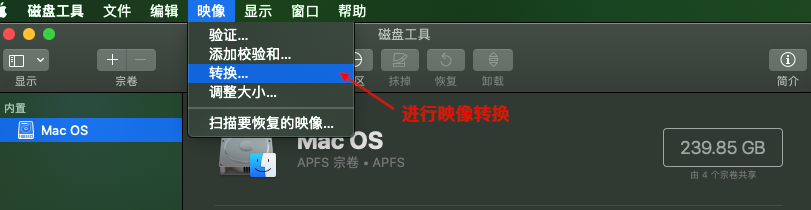 磁盘工具 文件 编辑 映像 显示 窗口 帮助
磁盘工具
验证...
添加校验和...
转换...
调整大小...
扫描要恢复的映像...
显示 宗卷 区 抹掉 恢复 卸载 简介
进行映像转换
内置
Mac OS
Mac OS
APFS 宗卷 • APFS
239.85 GB
由 4 个宗卷共享